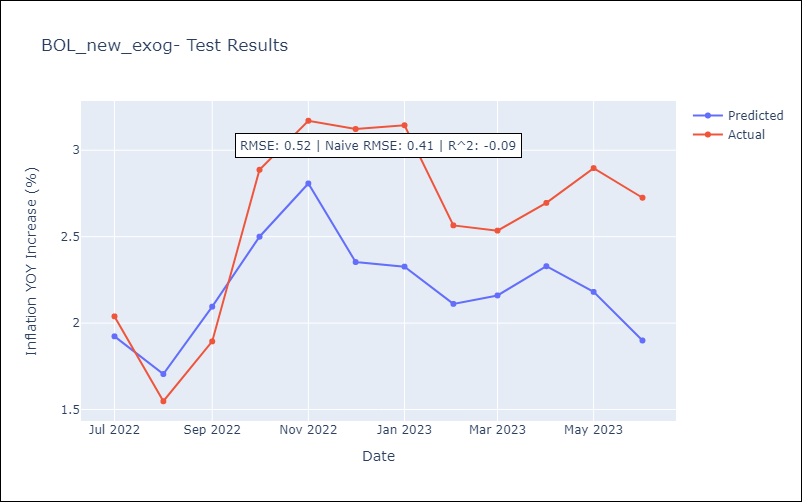 BOL_new_exog- Test Results
Predicted
Actual
RMSE: 0.52 | Naive RMSE: 0.41 | R^2: -0.09
Inflation YOY Increase (%)
3
2.5
2
1.5
Jul 2022
Sep 2022
Nov 2022
Jan 2023
Mar 2023
May 2023
Date